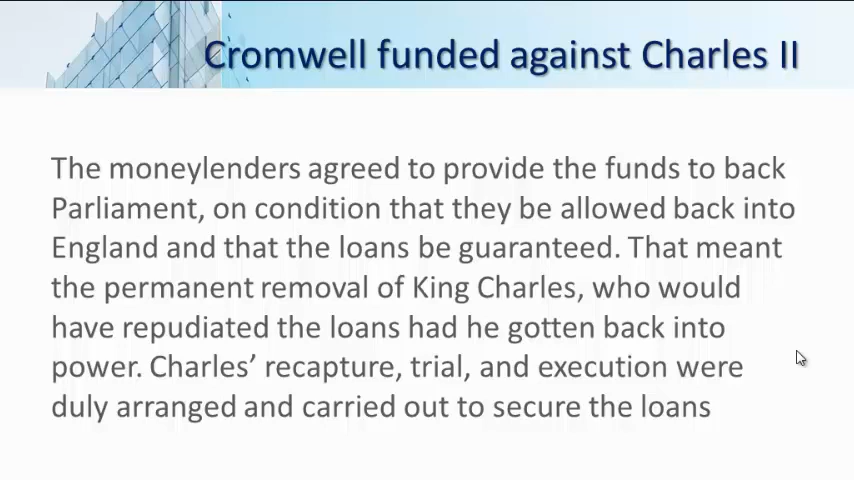 Cromwell funded against Charles II
The moneylenders agreed to provide the funds to back
Parliament, on condition that they be allowed back into
England and that the loans be guaranteed. That meant
the permanent removal of King Charles, who would
have repudiated the loans had he gotten back into
power. Charles’ recapture, trial, and execution were
duly arranged and carried out to secure the loans